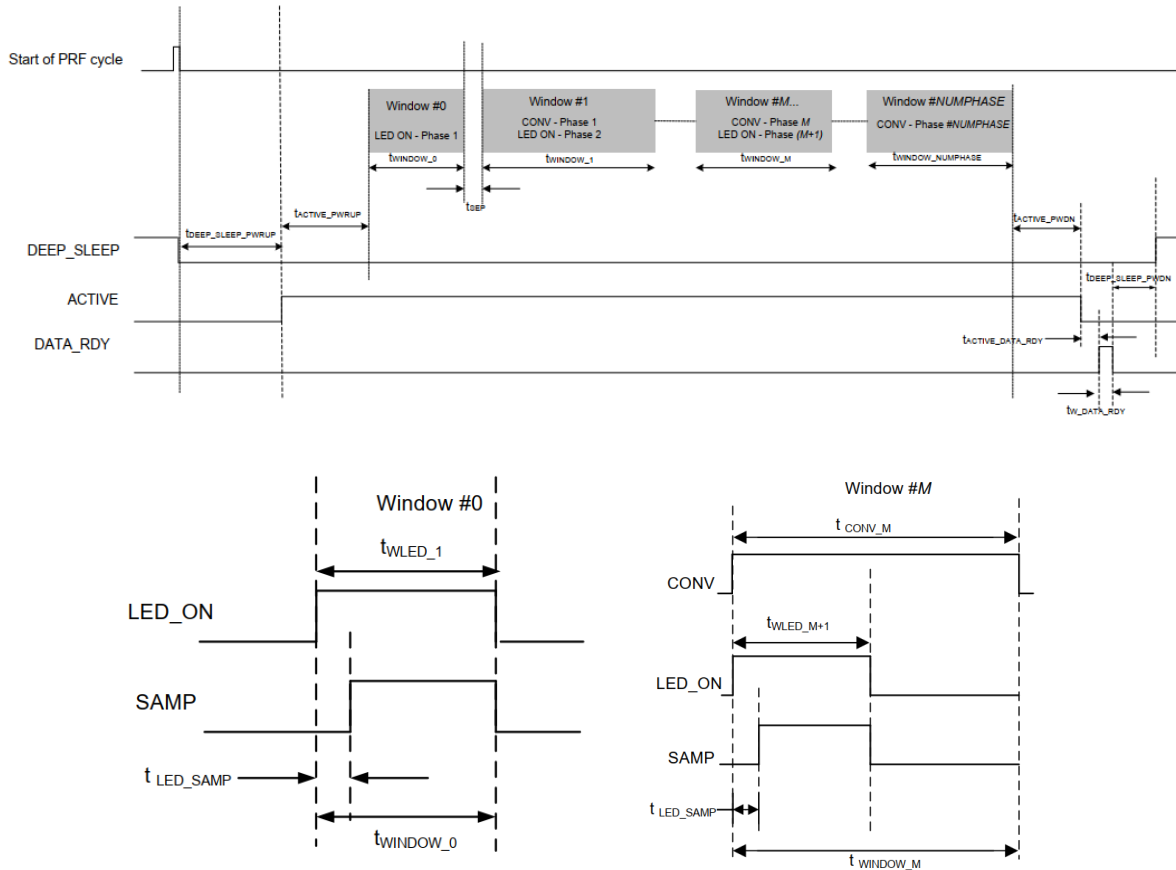 Start of PRF cycle
Window #0
LED ON - Phase 1
tWINDOW_0
Window #1
CONV - Phase 1
LED ON - Phase 2
tWINDOW_1
Window #M...
CONV - Phase M
LED ON - Phase (M+1)
tWINDOW_M
Window #NUMPHASE
CONV - Phase #NUMPHASE
tWINDOW_NUMPHASE
tSEP
tACTIVE_PWRUP
tACTIVE_PWDN
tDEEP_SLEEP_PWRUP
DEEP_SLEEP
tDEEP_SLEEP_PWDN
ACTIVE
tACTIVE_DATA_RDY
DATA_RDY
tW_DATA_RDY
Window #0
tWLED_1
LED_ON
SAMP
t LED_SAMP
tWINDOW_0
Window #M
t CONV_M
CONV
tWLED_M+1
LED_ON
SAMP
t LED_SAMP
t WINDOW_M